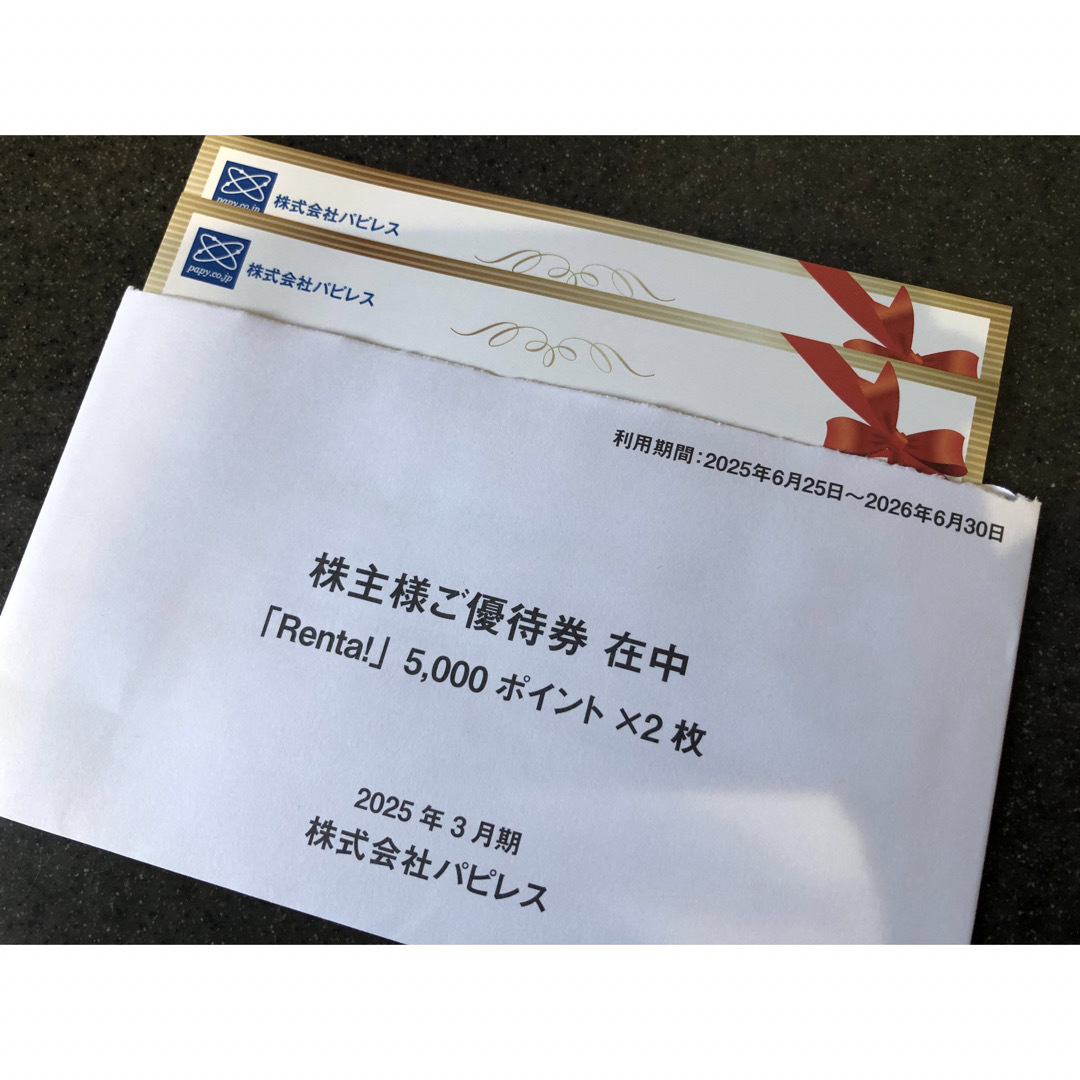 papy.co.jp
株式会社パピレス
papy.co.jp
株式会社パピレス
利用期間：2025年6月25日～2026年6月30日
株主様ご優待券 在中
「Renta!」5,000 ポイント ×2 枚
2025 年 3 月期
株式会社パピレス